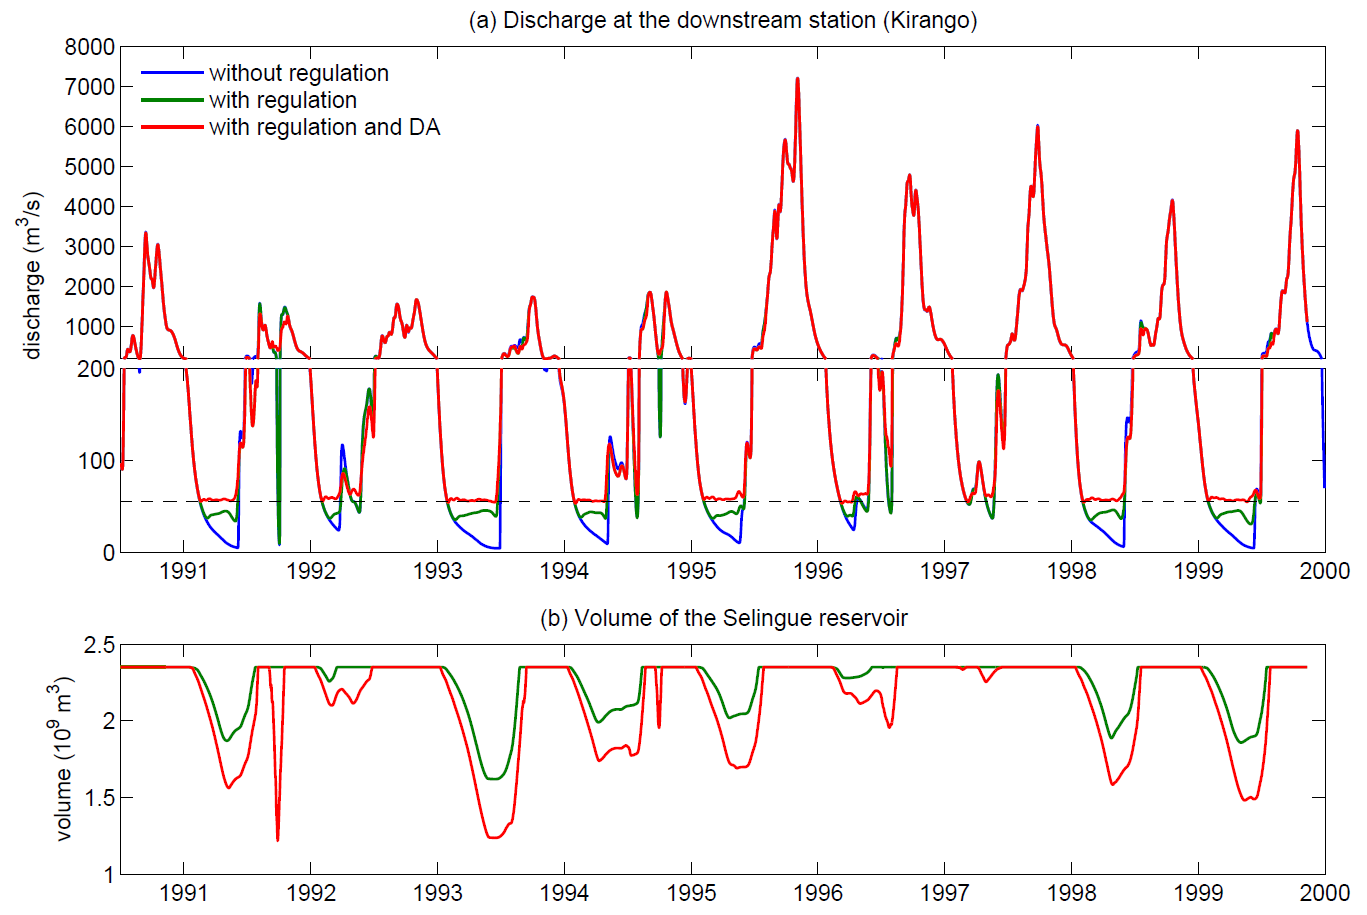 (a) Discharge at the downstream station (Kirango)
8000
7000
6000
5000
4000
3000
2000
1000
200
100
0
discharge (m³/s)
without regulation
with regulation
with regulation and DA
1991 1992 1993 1994 1995 1996 1997 1998 1999 2000
(b) Volume of the Selingue reservoir
2.5
2
1.5
1
volume (10⁹ m³)
1991 1992 1993 1994 1995 1996 1997 1998 1999 2000